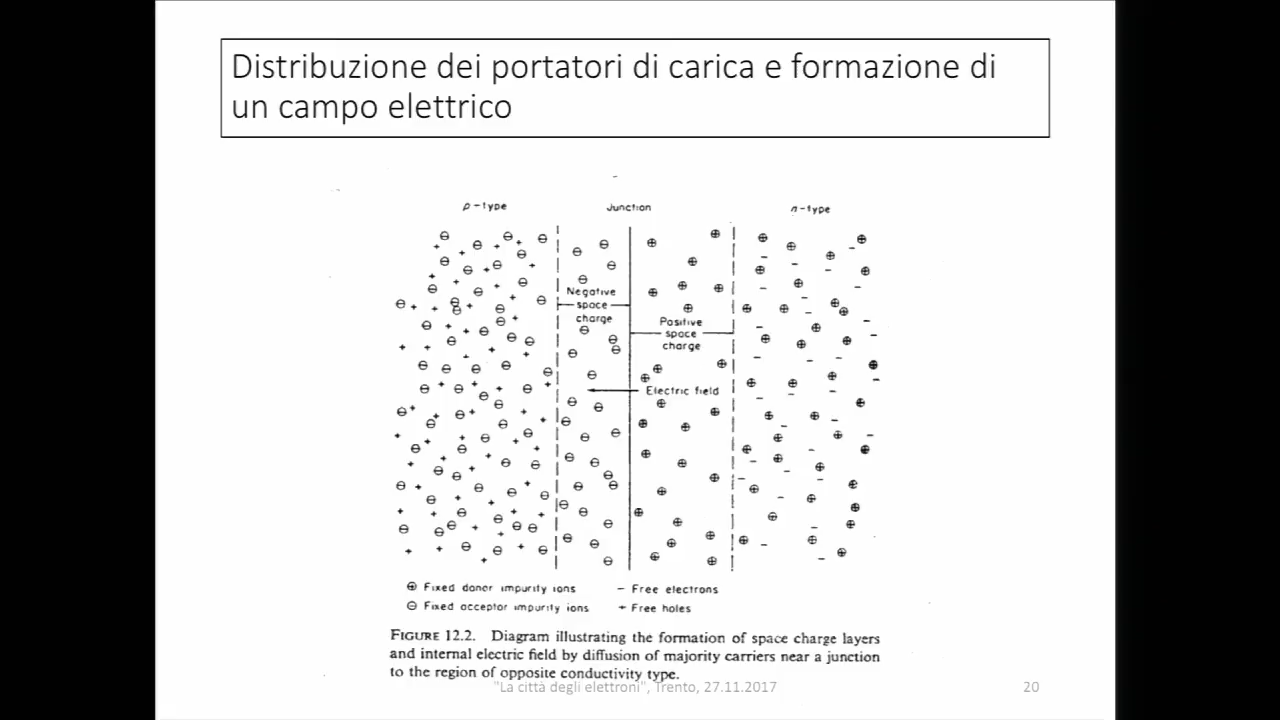 Distribuzione dei portatori di carica e formazione di
un campo elettrico
p-type Junction n-type
Negative
space
charge
Positive
space
charge
Electric field
⊕ Fixed donor impurity ions − Free electrons
⊖ Fixed acceptor impurity ions + Free holes
FIGURE 12.2. Diagram illustrating the formation of space charge layers
and internal electric field by diffusion of majority carriers near a junction
to the region of opposite conductivity type.
"La città degli elettroni", Trento, 27.11.2017 20